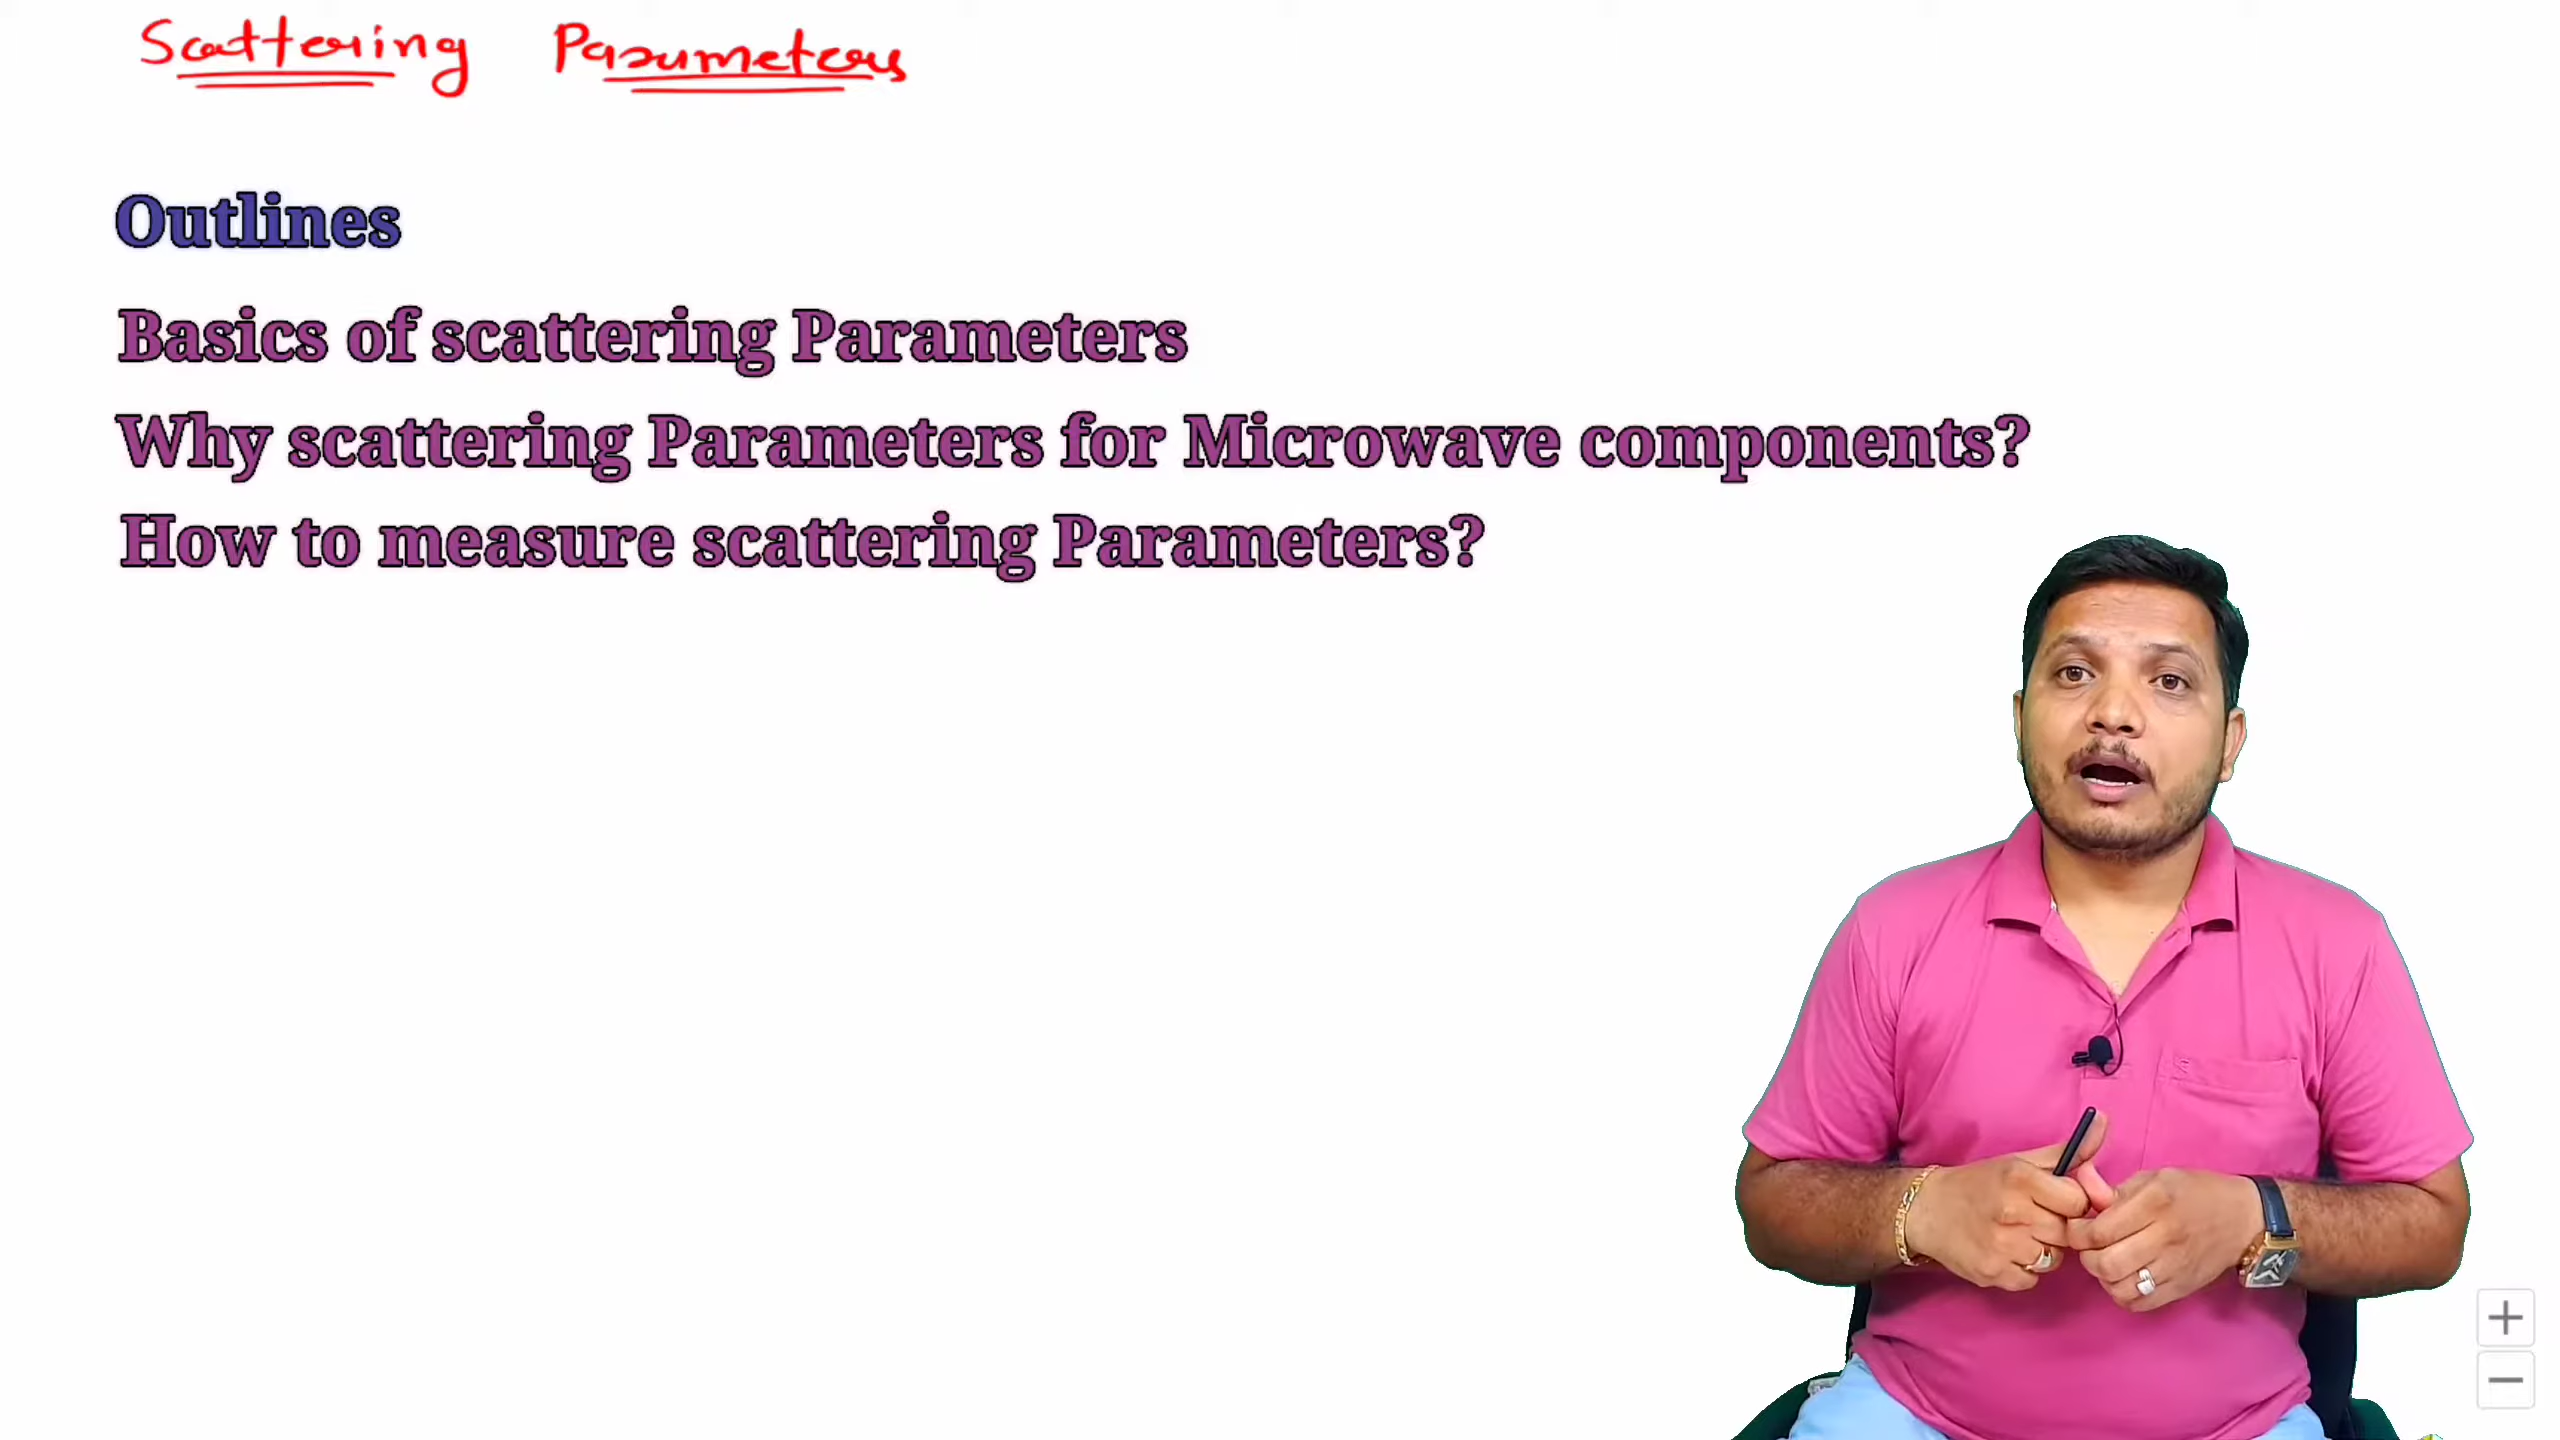 Scattering Parameters
Outlines
Basics of scattering Parameters
Why scattering Parameters for Microwave components?
How to measure scattering Parameters?